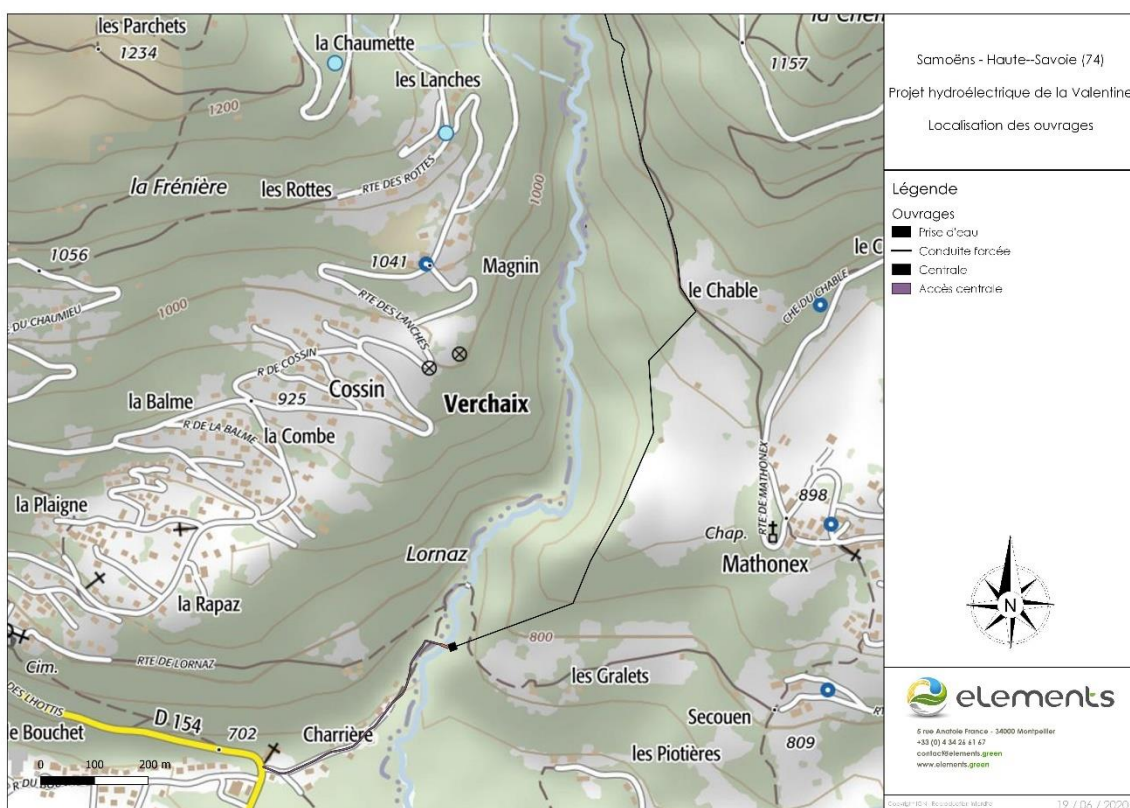 les Parchets
1234
la Chaumette
les Lanches
1157
1200
la Frénière
les Rottes
RTE DES ROTTES
1000
1056
1041
Magnin
le Chable
CHE DU CHABLE
DU CHAUMIEU
1000
RTE DES LANCHES
R DE COSSIN
Cossin
Verchaix
la Balme
925
R DE LA BALME
la Combe
RTE DE MATHONEX
898
la Plaigne
Chap.
Mathonex
Lornaz
la Rapaz
800
Cim.
RTE DE LORNAZ
les Gralets
DES LHOTTIS
D 154
Secouen
le Bouchet
702
Charrière
les Piotières
809
0 100 200 m
Samoëns - Haute--Savoie (74)
Projet hydroélectrique de la Valentine
Localisation des ouvrages
Légende
Ouvrages
Prise d'eau
Conduite forcée
Centrale
Accès centrale
N
elements
5 rue Anatole France - 34000 Montpellier
+33 (0) 4 34 26 61 67
contact@elements.green
www.elements.green
19 / 06 / 2020